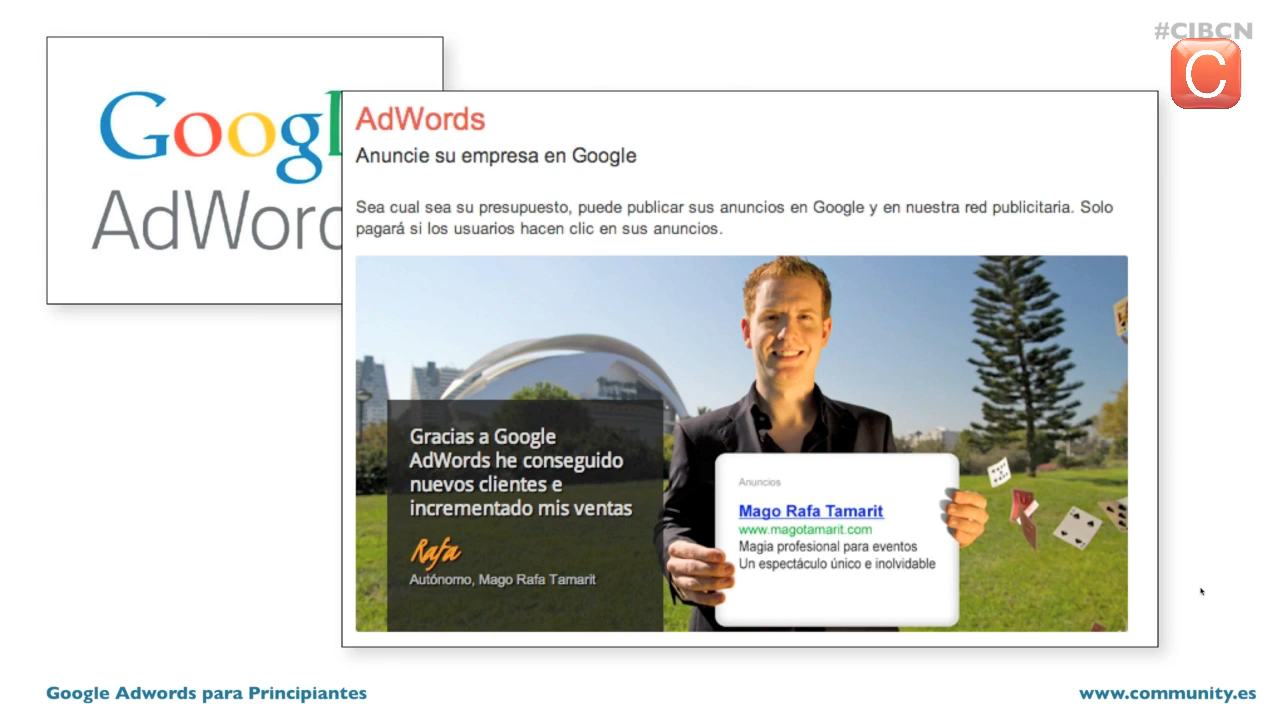 #CIBCN
C
Google
AdWords
AdWords
Anuncie su empresa en Google
Sea cual sea su presupuesto, puede publicar sus anuncios en Google y en nuestra red publicitaria. Solo
pagará si los usuarios hacen clic en sus anuncios.
Gracias a Google
AdWords he conseguido
nuevos clientes e
incrementado mis ventas
Rafa
Autónomo, Mago Rafa Tamarit
Anuncios
Mago Rafa Tamarit
www.magotamarit.com
Magia profesional para eventos
Un espectáculo único e inolvidable
Google Adwords para Principiantes
www.community.es